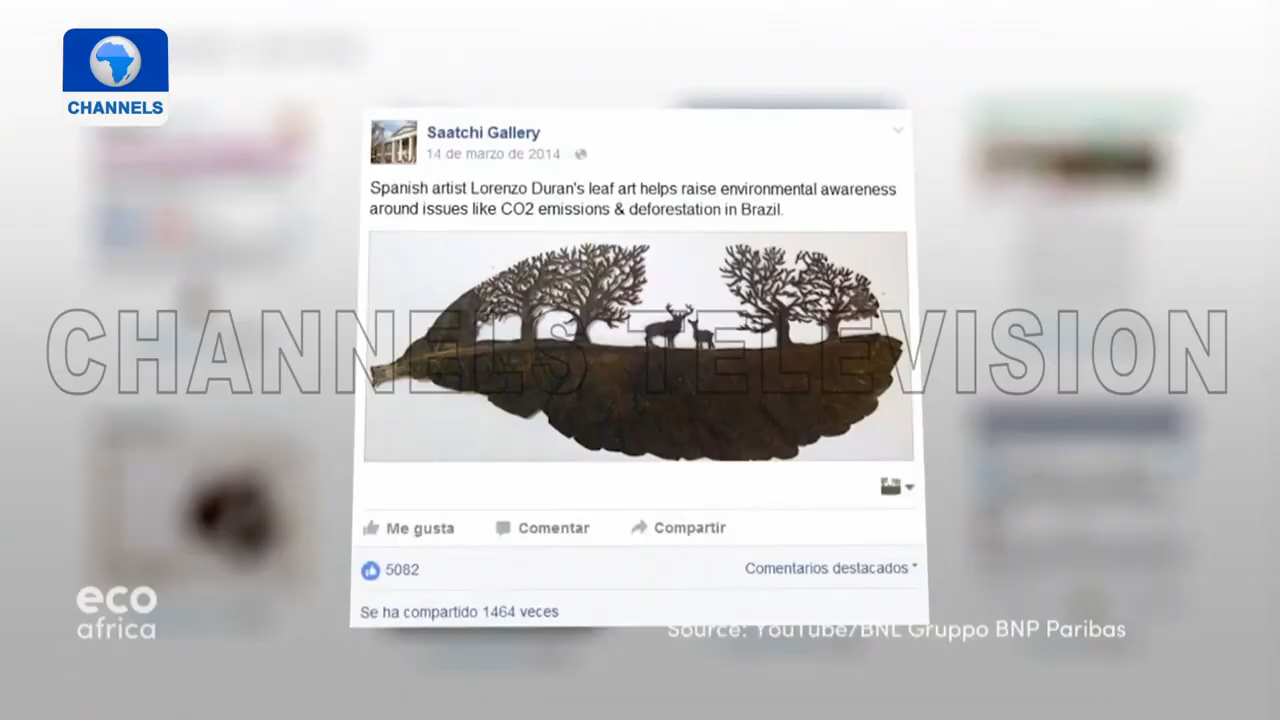 CHANNELS
Saatchi Gallery
14 de marzo de 2014
Spanish artist Lorenzo Duran's leaf art helps raise environmental awareness
around issues like CO2 emissions & deforestation in Brazil.
CHANNELS TELEVISION
Me gusta Comentar Compartir
5082 Comentarios destacados
Se ha compartido 1464 veces
eco
africa
Source: YouTube/BNL Gruppo BNP Paribas